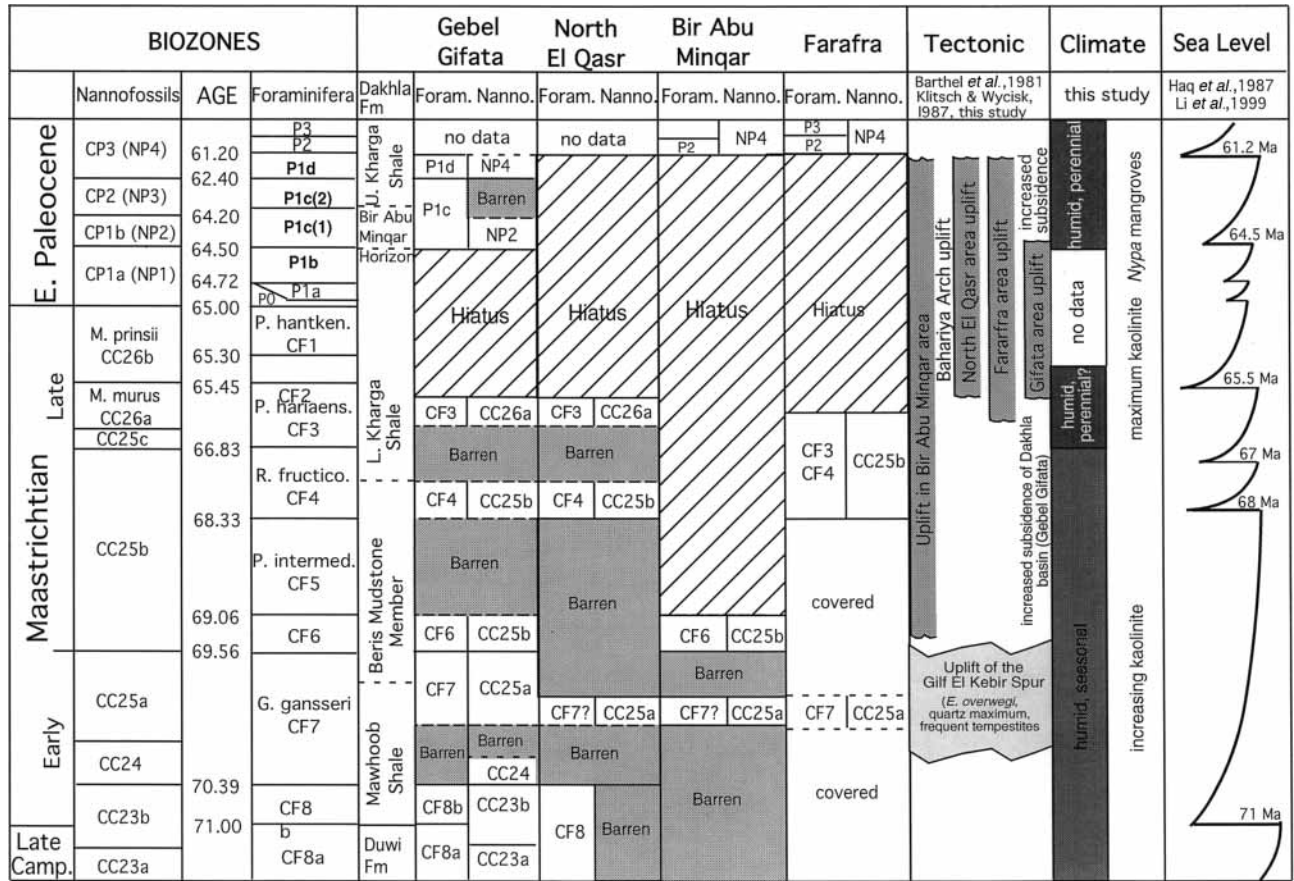 BIOZONES
Gebel Gifata
North El Qasr
Bir Abu Minqar
Farafra
Tectonic
Climate
Sea Level
Nannofossils
AGE
Foraminifera
Dakhla Fm
Foram. Nanno.
Foram. Nanno.
Foram. Nanno.
Foram. Nanno.
Barthel et al.,1981
Klitsch & Wycisk,
1987, this study
this study
Haq et al.,1987
Li et al.,1999
E. Paleocene
Maastrichtian
Late
Early
Late Camp.
CP3 (NP4)
CP2 (NP3)
CP1b (NP2)
CP1a (NP1)
M. prinsii
CC26b
M. murus
CC26a
CC25c
CC25b
CC25a
CC24
CC23b
CC23a
61.20
62.40
64.20
64.50
64.72
65.00
65.30
65.45
66.83
68.33
69.06
69.56
70.39
71.00
P3
P2
P1d
P1c(2)
P1c(1)
P1b
P1a
P0
P. hantken.
CF1
CF2
P. hariaens.
CF3
R. fructico.
CF4
P. intermed.
CF5
CF6
G. gansseri
CF7
CF8
b
CF8a
U. Kharga Shale
Bir Abu
Minqar
Horizon
L. Kharga Shale
Beris Mudstone Member
Mawhoob Shale
Duwi
Fm
no data
P1d
NP4
P1c
Barren
NP2
Hiatus
CF3
CC26a
Barren
CF4
CC25b
Barren
CF6
CC25b
CF7
CC25a
Barren
Barren
CC24
CF8b
CC23b
CF8a
CC23a
no data
Hiatus
CF3
CC26a
Barren
CF4
CC25b
Barren
CF7?
CC25a
Barren
CF8
Barren
P2
NP4
Hiatus
CF6
CC25b
Barren
CF7?
CC25a
Barren
P3
P2
NP4
Hiatus
CF3
CF4
CC25b
covered
CF7
CC25a
covered
Uplift in Bir Abu Minqar area
Bahariya Arch uplift
North El Qasr area uplift
Fararfra area uplift
increased
subsidence
Gifata area uplift
increased subsidence of Dakhla
basin (Gebel Gifata)
Uplift of the
Gilf El Kebir Spur
(E. overwegi,
quartz maximum,
frequent tempestites
humid, perennial
no data
humid,
perennial?
humid, seasonal
Nypa mangroves
maximum kaolinite
increasing kaolinite
61.2 Ma
64.5 Ma
65.5 Ma
67 Ma
68 Ma
71 Ma